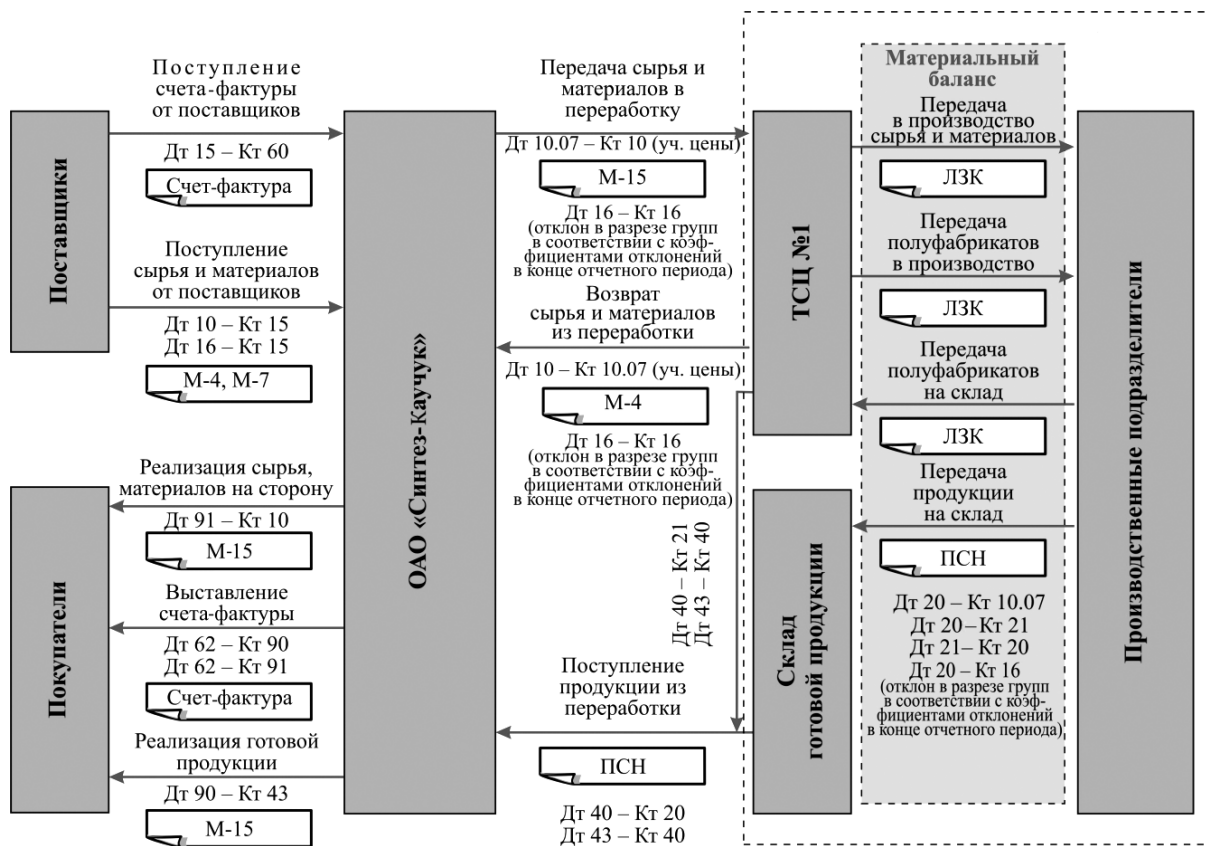 Поступление
счета-фактуры
от поставщиков
Дт 15 – Кт 60
Счет-фактура
Поступление
сырья и материалов
от поставщиков
Дт 10 – Кт 15
Дт 16 – Кт 15
М-4, М-7
Поставщики
Реализация сырья,
материалов на сторону
Дт 91 – Кт 10
М-15
Выставление
счета-фактуры
Дт 62 – Кт 90
Дт 62 – Кт 91
Счет-фактура
Реализация готовой
продукции
Дт 90 – Кт 43
М-15
Покупатели
ОАО «Синтез-Каучук»
Передача сырья и
материалов в
переработку
Дт 10.07 – Кт 10 (уч. цены)
М-15
Дт 16 – Кт 16
(отклон в разрезе групп
в соответствии с коэф-
фициентами отклонений
в конце отчетного периода)
Возврат
сырья и материалов
из переработки
Дт 10 – Кт 10.07 (уч. цены)
М-4
Дт 16 – Кт 16
(отклон в разрезе групп
в соответствии с коэф-
фициентами отклонений
в конце отчетного периода)
Дт 40 – Кт 21
Дт 43 – Кт 40
Поступление
продукции из
переработки
ПСН
Дт 40 – Кт 20
Дт 43 – Кт 40
ТСЦ №1
Склад
готовой продукции
Материальный
баланс
Передача
в производство
сырья и материалов
ЛЗК
Передача
полуфабрикатов
в производство
ЛЗК
Передача
полуфабрикатов
на склад
ЛЗК
Передача
продукции
на склад
ПСН
Дт 20 – Кт 10.07
Дт 20 – Кт 21
Дт 21– Кт 20
Дт 20 – Кт 16
(отклон в разрезе групп
в соответствии с коэф-
фициентами отклонений
в конце отчетного периода)
Производственные подразделители